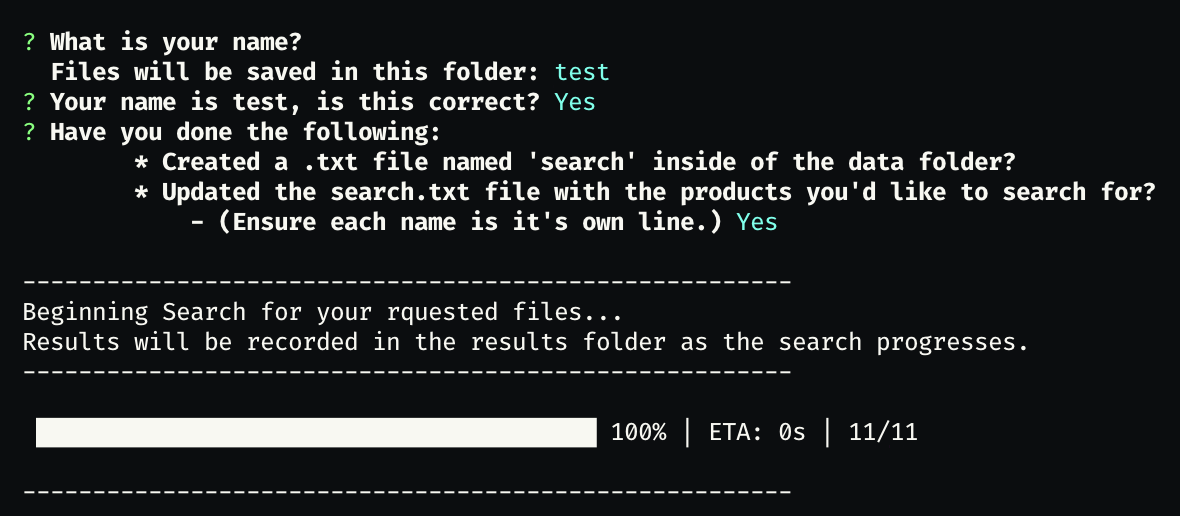 ? What is your name?
Files will be saved in this folder: test
? Your name is test, is this correct? Yes
? Have you done the following:
* Created a .txt file named 'search' inside of the data folder?
* Updated the search.txt file with the products you'd like to search for?
- (Ensure each name is it's own line.) Yes
-------------------------------------------------------
Beginning Search for your rquested files...
Results will be recorded in the results folder as the search progresses.
-------------------------------------------------------
100% | ETA: 0s | 11/11
-------------------------------------------------------